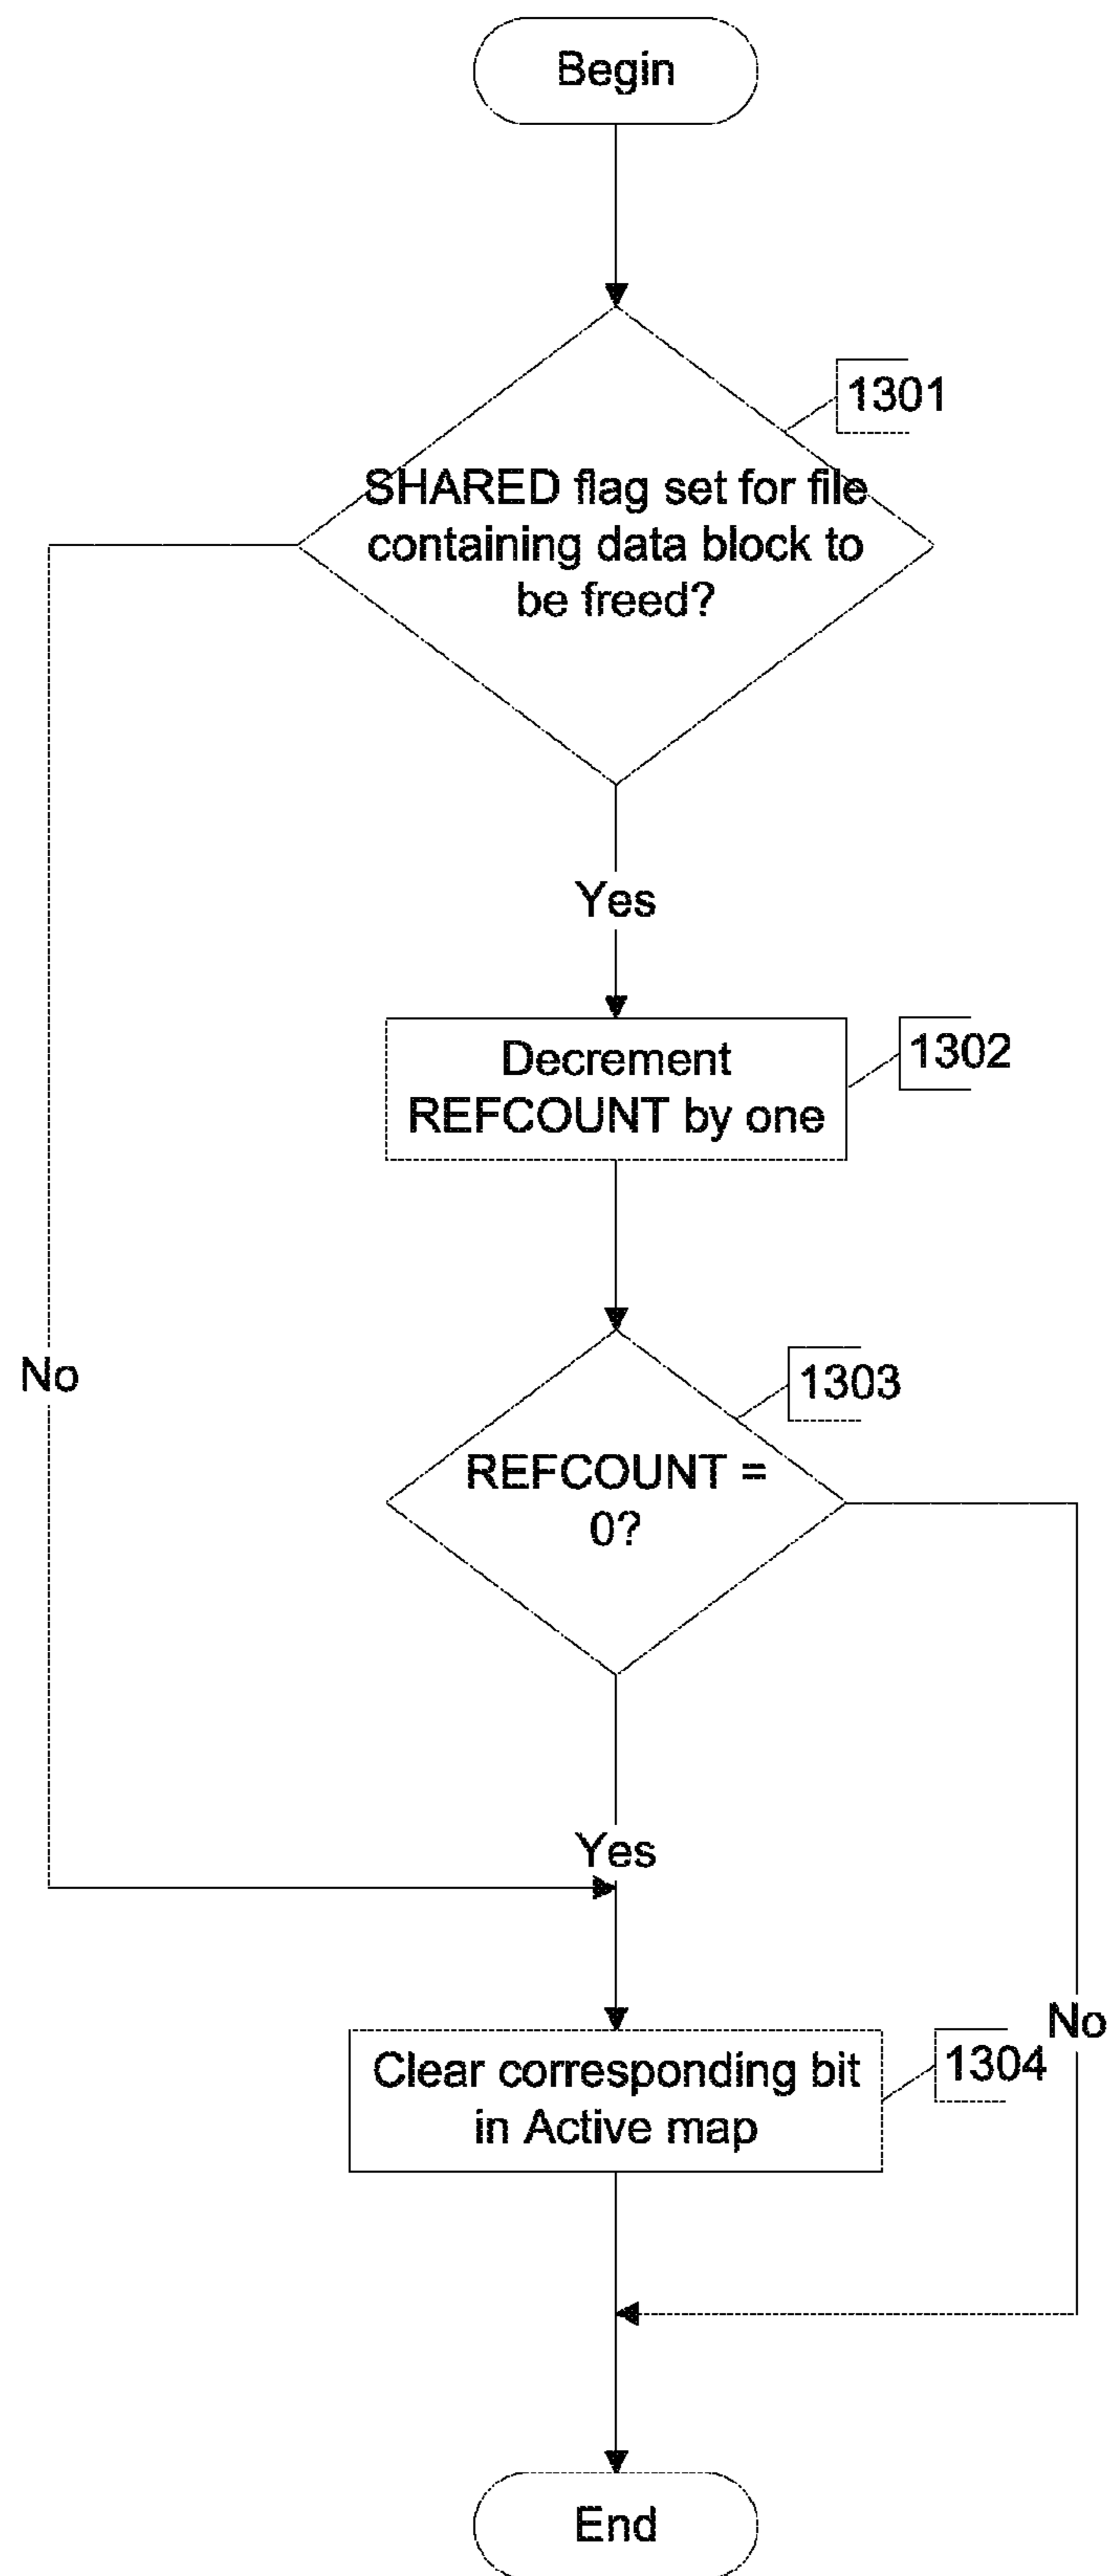 Begin
1301
SHARED flag set for file
containing data block to
be freed?
Yes
Decrement
REFCOUNT by one
1302
No
1303
REFCOUNT =
0?
Yes
No
Clear corresponding bit
in Active map
1304
End